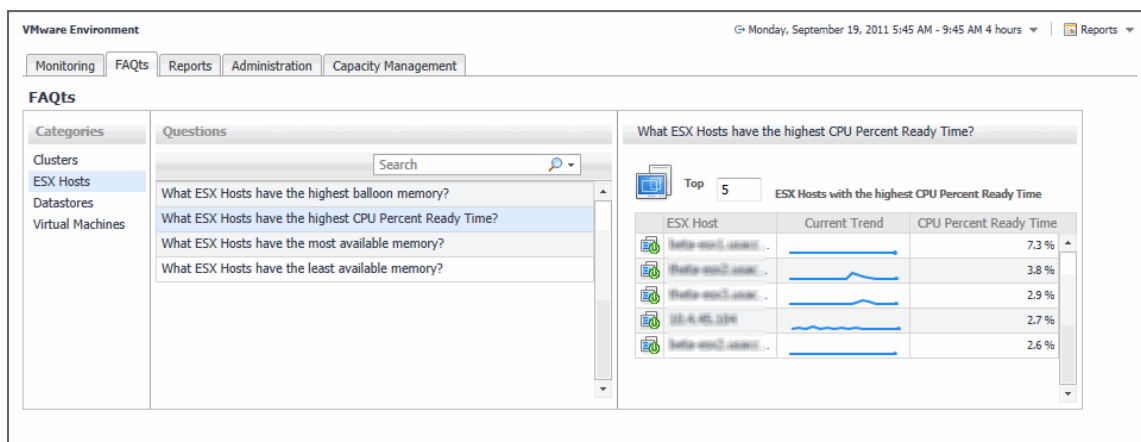 VMware Environment
Monday, September 19, 2011 5:45 AM - 9:45 AM 4 hours
Reports
Monitoring FAQts Reports Administration Capacity Management
FAQts
Categories
Clusters
ESX Hosts
Datastores
Virtual Machines
Questions
Search
What ESX Hosts have the highest balloon memory?
What ESX Hosts have the highest CPU Percent Ready Time?
What ESX Hosts have the most available memory?
What ESX Hosts have the least available memory?
What ESX Hosts have the highest CPU Percent Ready Time?
Top 5 ESX Hosts with the highest CPU Percent Ready Time
ESX Host Current Trend CPU Percent Ready Time
7.3 %
3.8 %
2.9 %
2.7 %
2.6 %